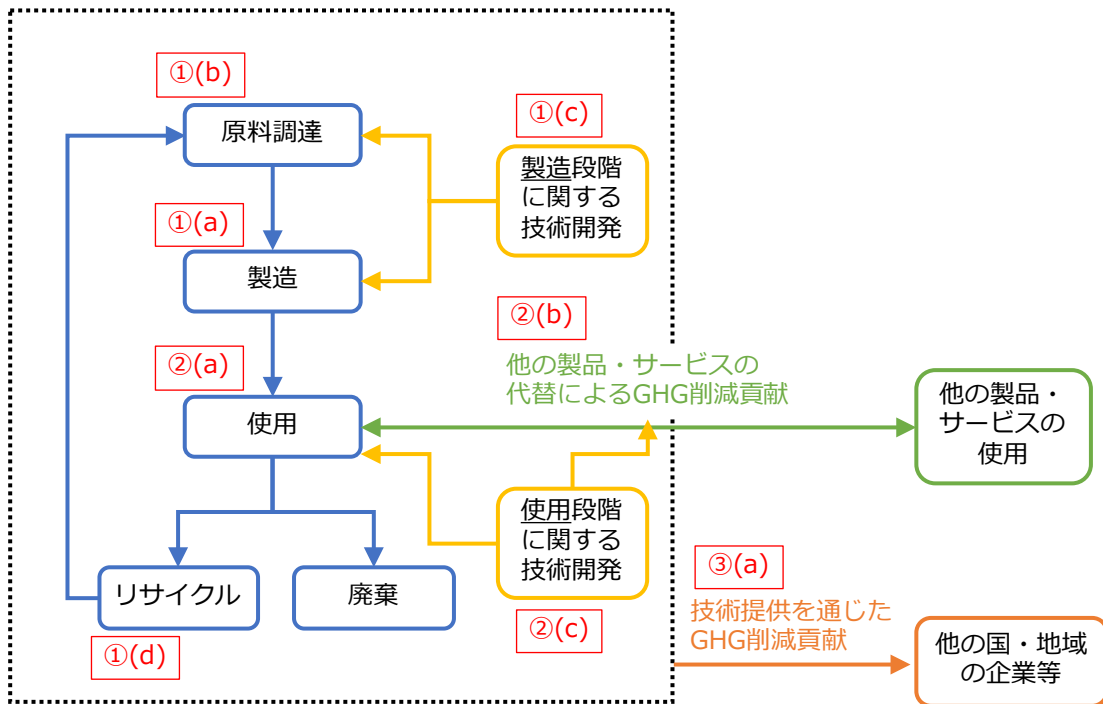 ①(b)
原料調達
①(c)
製造段階
に関する
技術開発
①(a)
製造
②(b)
②(a)
他の製品・サービスの
代替によるGHG削減貢献
使用
他の製品・
サービスの
使用
使用段階
に関する
技術開発
③(a)
リサイクル
廃棄
技術提供を通じた
GHG削減貢献
②(c)
①(d)
他の国・地域
の企業等